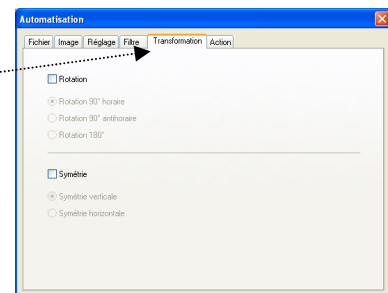 Automatisation
Fichier Image Réglage Filtre Transformation Action
Rotation
Rotation 90° horaire
Rotation 90° antihoraire
Rotation 180°
Symétrie
Symétrie verticale
Symétrie horizontale